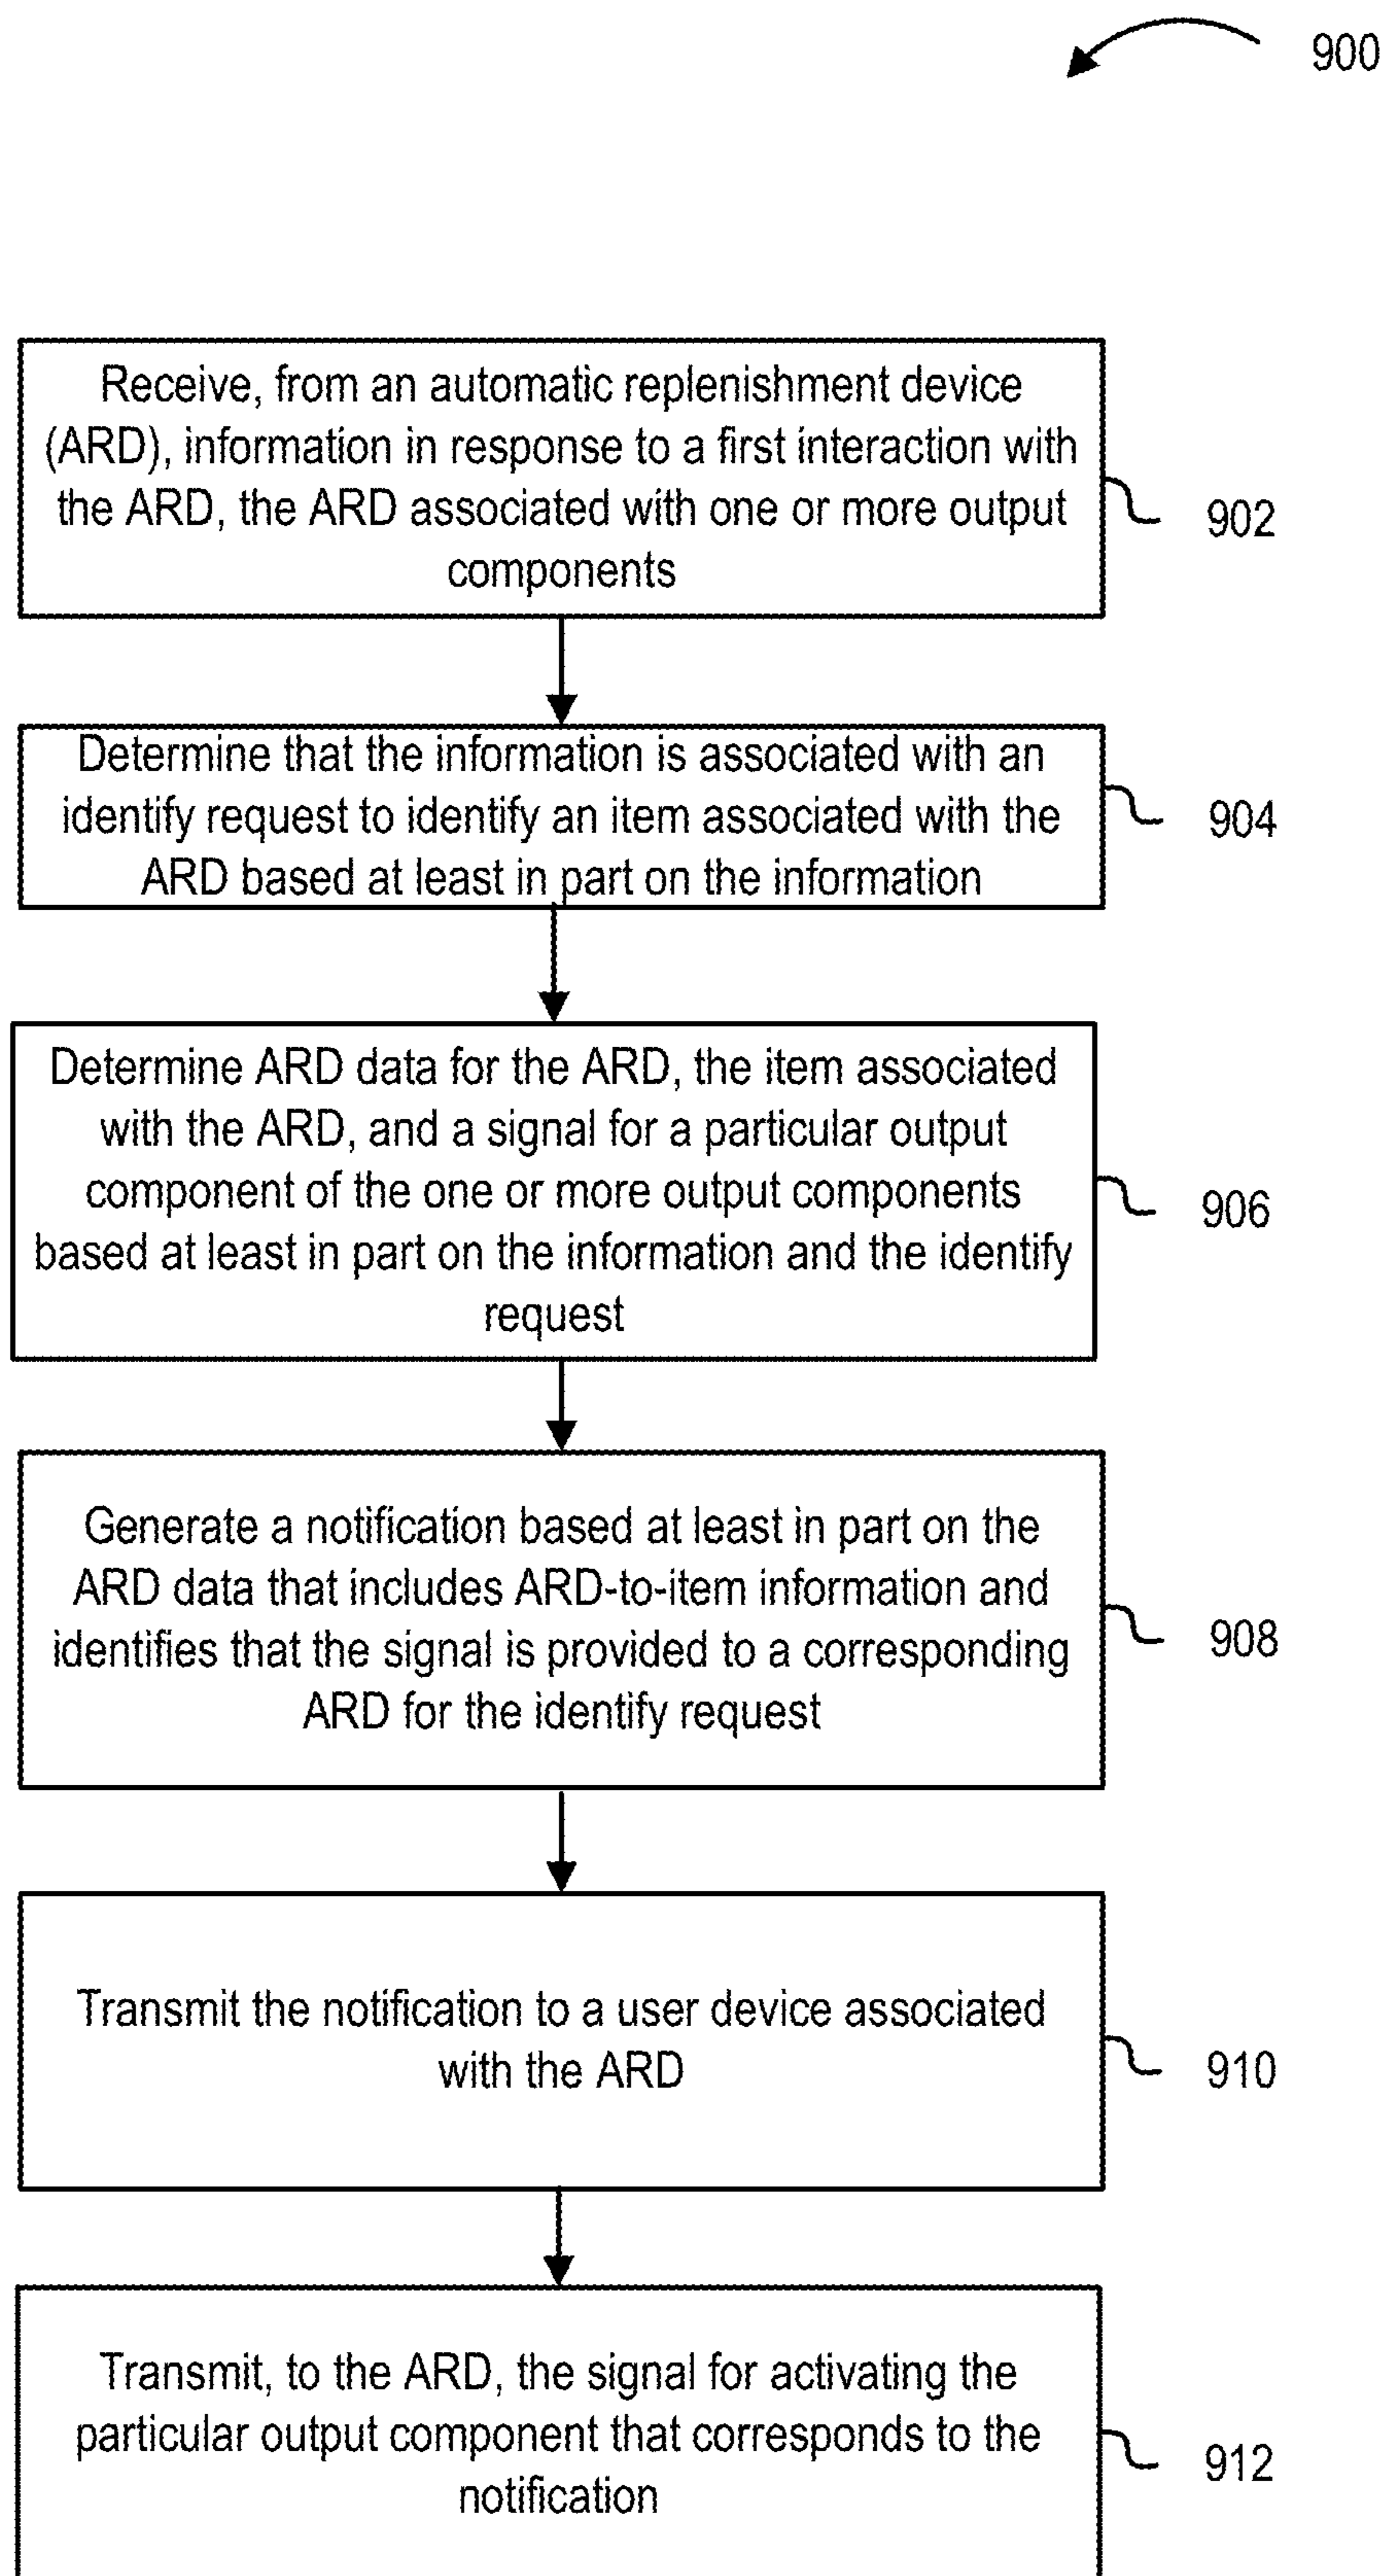 900
Receive, from an automatic replenishment device
(ARD), information in response to a first interaction with
the ARD, the ARD associated with one or more output
components
902
Determine that the information is associated with an
identify request to identify an item associated with the
ARD based at least in part on the information
904
Determine ARD data for the ARD, the item associated
with the ARD, and a signal for a particular output
component of the one or more output components
based at least in part on the information and the identify
request
906
Generate a notification based at least in part on the
ARD data that includes ARD-to-item information and
identifies that the signal is provided to a corresponding
ARD for the identify request
908
Transmit the notification to a user device associated
with the ARD
910
Transmit, to the ARD, the signal for activating the
particular output component that corresponds to the
notification
912